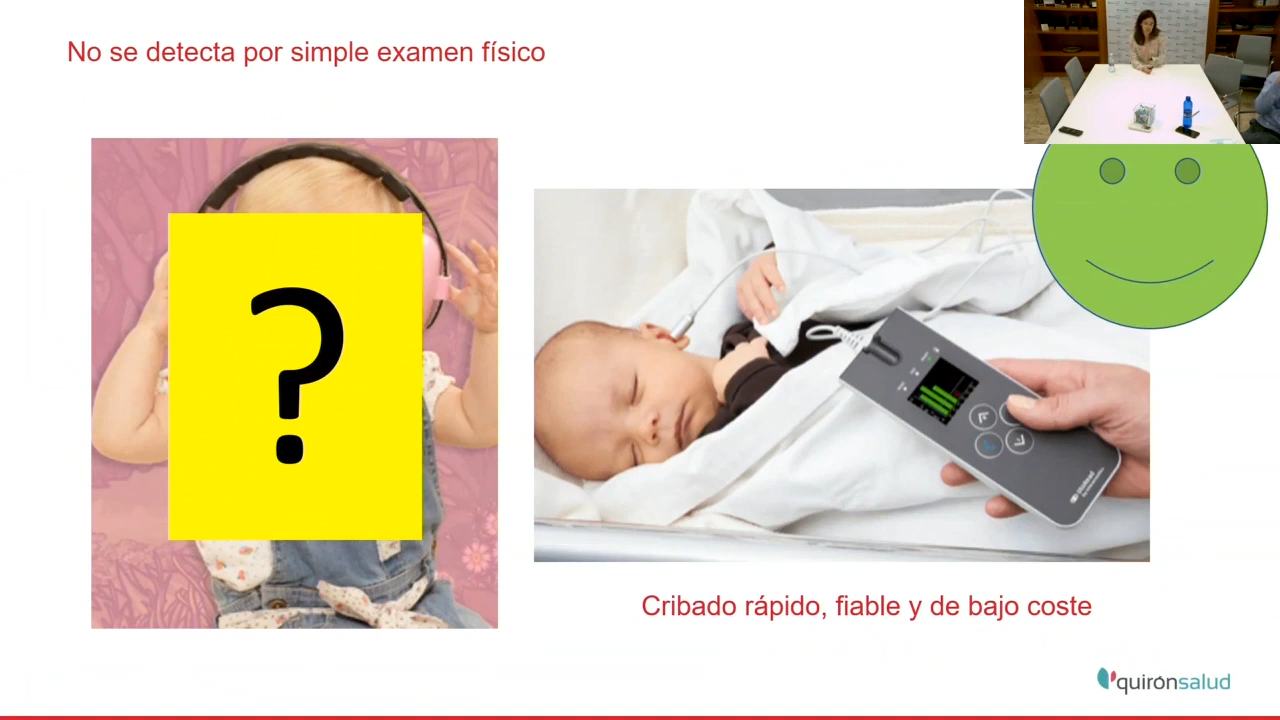 No se detecta por simple examen físico
?
Cribado rápido, fiable y de bajo coste
quirónsalud